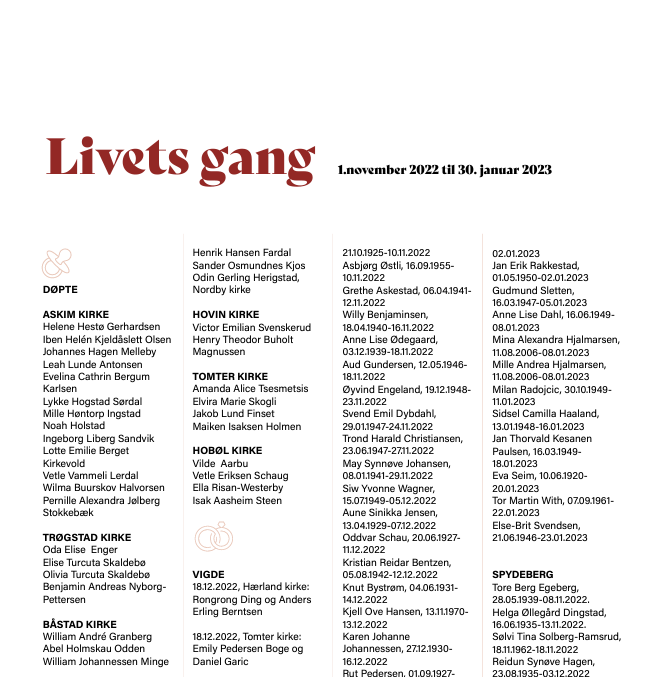 Livets gang
1.november 2022 til 30. januar 2023
DØPTE
ASKIM KIRKE
Helene Hestø Gerhardsen
Iben Helén Kjeldåslett Olsen
Johannes Hagen Melleby
Leah Lunde Antonsen
Evelina Cathrin Bergum
Karlsen
Lykke Hogstad Sørdal
Mille Høntorp Ingstad
Noah Holstad
Ingeborg Liberg Sandvik
Lotte Emilie Berget
Kirkevold
Vetle Vammeli Lerdal
Wilma Buurskov Halvorsen
Pernille Alexandra Jølberg
Stokkebæk
TRØGSTAD KIRKE
Oda Elise  Enger
Elise Turcuta Skaldebø
Olivia Turcuta Skaldebø
Benjamin Andreas Nyborg-
Pettersen
BÅSTAD KIRKE
William André Granberg
Abel Holmskau Odden
William Johannessen Minge
Henrik Hansen Fardal
Sander Osmundnes Kjos
Odin Gerling Herigstad,
Nordby kirke
HOVIN KIRKE
Victor Emilian Svenskerud
Henry Theodor Buholt
Magnussen
TOMTER KIRKE
Amanda Alice Tsesmetsis
Elvira Marie Skogli
Jakob Lund Finset
Maiken Isaksen Holmen
HOBØL KIRKE
Vilde  Aarbu
Vetle Eriksen Schaug
Ella Risan-Westerby
Isak Aasheim Steen
VIGDE
18.12.2022, Hærland kirke:
Rongrong Ding og Anders
Erling Berntsen
18.12.2022, Tomter kirke:
Emily Pedersen Boge og
Daniel Garic
21.10.1925-10.11.2022
Asbjørg Østli, 16.09.1955-
10.11.2022
Grethe Askestad, 06.04.1941-
12.11.2022
Willy Benjaminsen,
18.04.1940-16.11.2022
Anne Lise Ødegaard,
03.12.1939-18.11.2022
Aud Gundersen, 12.05.1946-
18.11.2022
Øyvind Engeland, 19.12.1948-
23.11.2022
Svend Emil Dybdahl,
29.01.1947-24.11.2022
Trond Harald Christiansen,
23.06.1947-27.11.2022
May Synnøve Johansen,
08.01.1941-29.11.2022
Siw Yvonne Wagner,
15.07.1949-05.12.2022
Aune Sinikka Jensen,
13.04.1929-07.12.2022
Oddvar Schau, 20.06.1927-
11.12.2022
Kristian Reidar Bentzen,
05.08.1942-12.12.2022
Knut Bystrøm, 04.06.1931-
14.12.2022
Kjell Ove Hansen, 13.11.1970-
13.12.2022
Karen Johanne
Johannessen, 27.12.1930-
16.12.2022
Rut Pedersen, 01.09.1927-
02.01.2023
Jan Erik Rakkestad,
01.05.1950-02.01.2023
Gudmund Sletten,
16.03.1947-05.01.2023
Anne Lise Dahl, 16.06.1949-
08.01.2023
Mina Alexandra Hjalmarsen,
11.08.2006-08.01.2023
Mille Andrea Hjalmarsen,
11.08.2006-08.01.2023
Milan Radojcic, 30.10.1949-
11.01.2023
Sidsel Camilla Haaland,
13.01.1948-16.01.2023
Jan Thorvald Kesanen
Paulsen, 16.03.1949-
18.01.2023
Eva Seim, 10.06.1920-
20.01.2023
Tor Martin With, 07.09.1961-
22.01.2023
Else-Brit Svendsen,
21.06.1946-23.01.2023
SPYDEBERG
Tore Berg Egeberg,
28.05.1939-08.11.2022.
Helga Øllegård Dingstad,
16.06.1935-13.11.2022.
Sølvi Tina Solberg-Ramsrud,
18.11.1962-18.11.2022
Reidun Synøve Hagen,
23.08.1935-03.12.2022